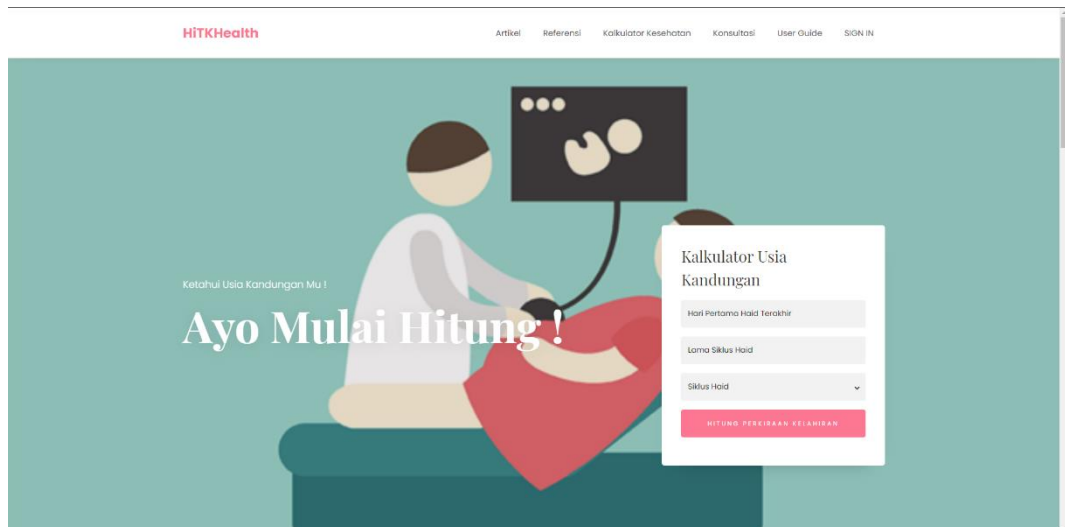 HiTKHealth
Artikel Referensi Kalkulator Kesehatan Konsultasi User Guide SIGN IN
Ketahui Usia Kandungan Mu !
Ayo Mulai Hitung !
Kalkulator Usia
Kandungan
Hari Pertama Haid Terakhir
Lama Siklus Haid
Siklus Haid
HITUNG PERKIRAAN KELAHIRAN